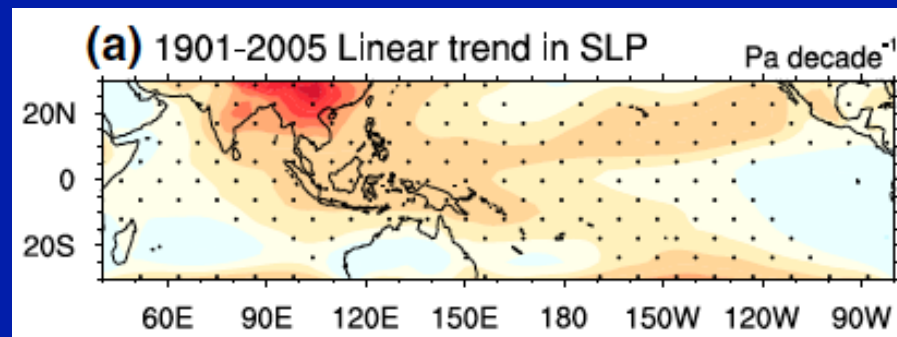 (a) 1901-2005 Linear trend in SLP
Pa decade⁻¹
20N
0
20S
60E 90E 120E 150E 180 150W 120W 90W